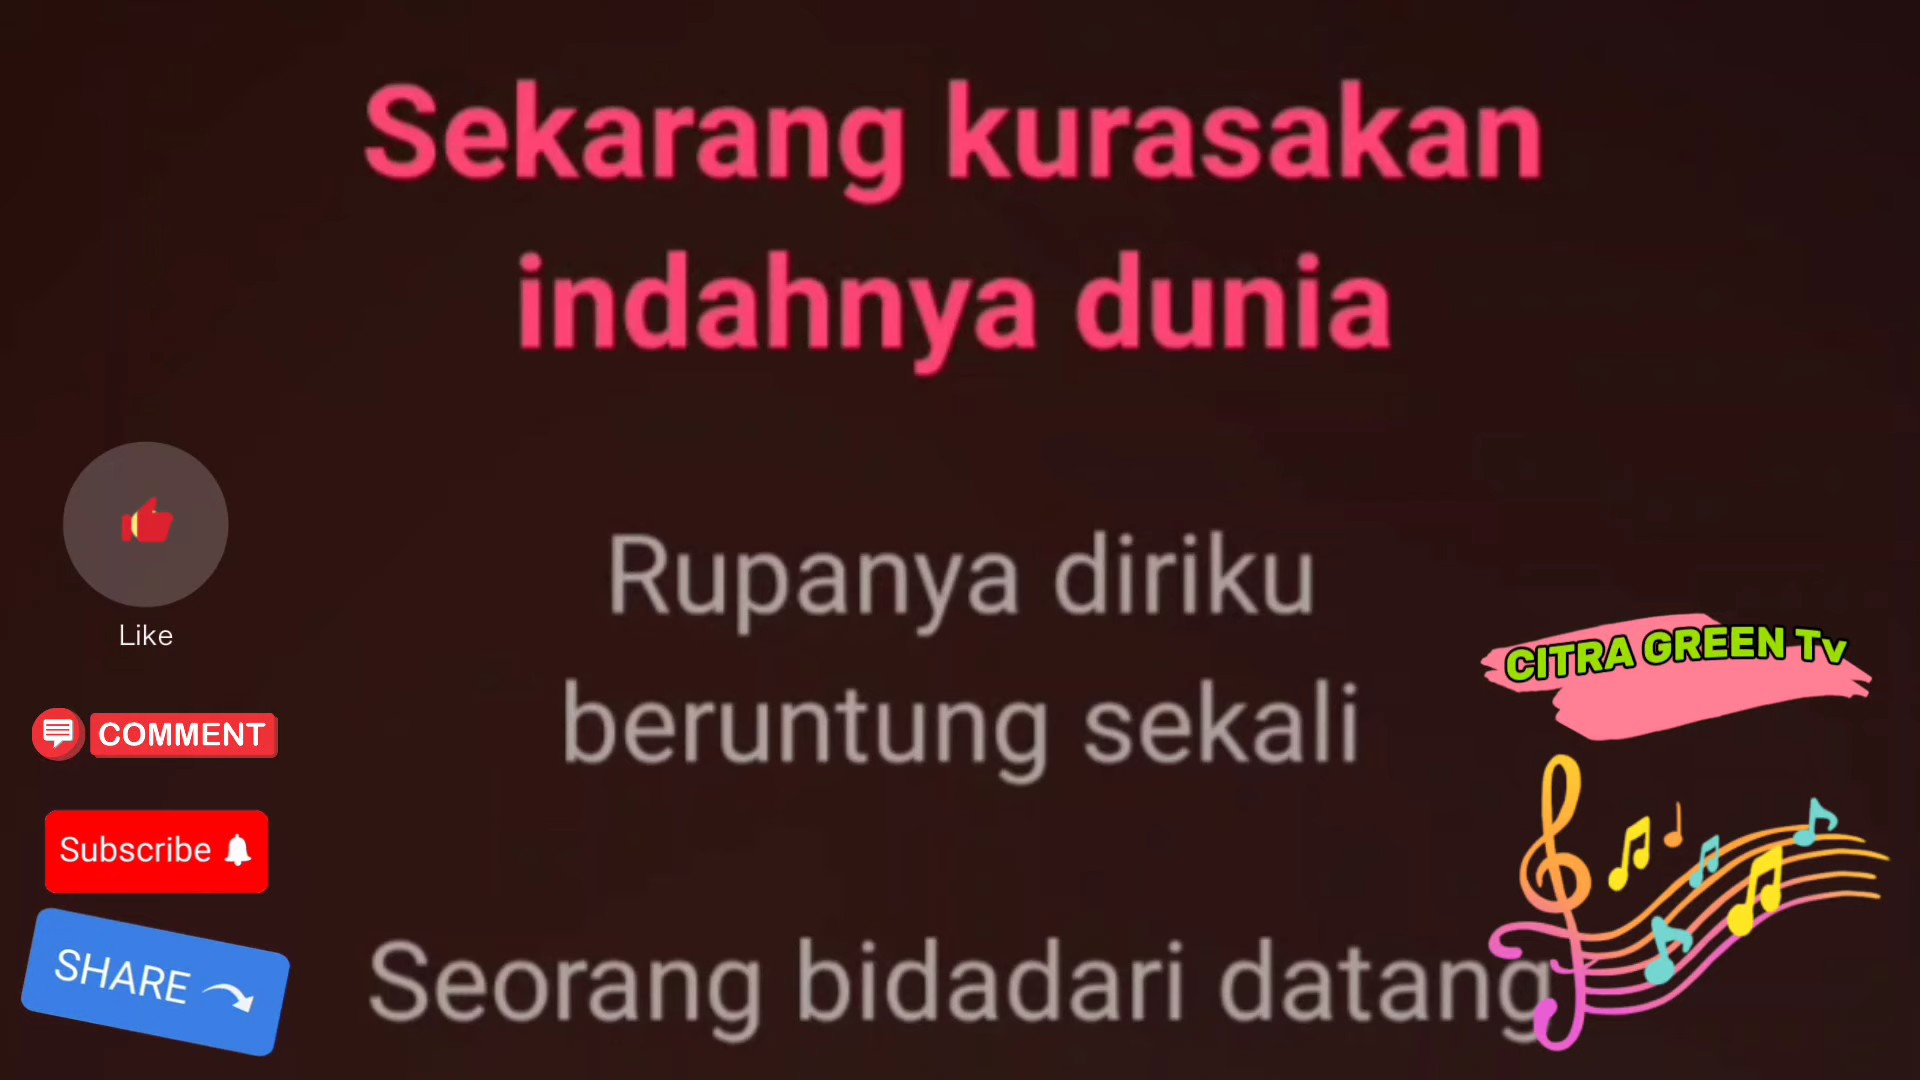 Sekarang kurasakan
indahnya dunia
Rupanya diriku
beruntung sekali
Seorang bidadari datang
Like
COMMENT
Subscribe
SHARE
CITRA GREEN Tv